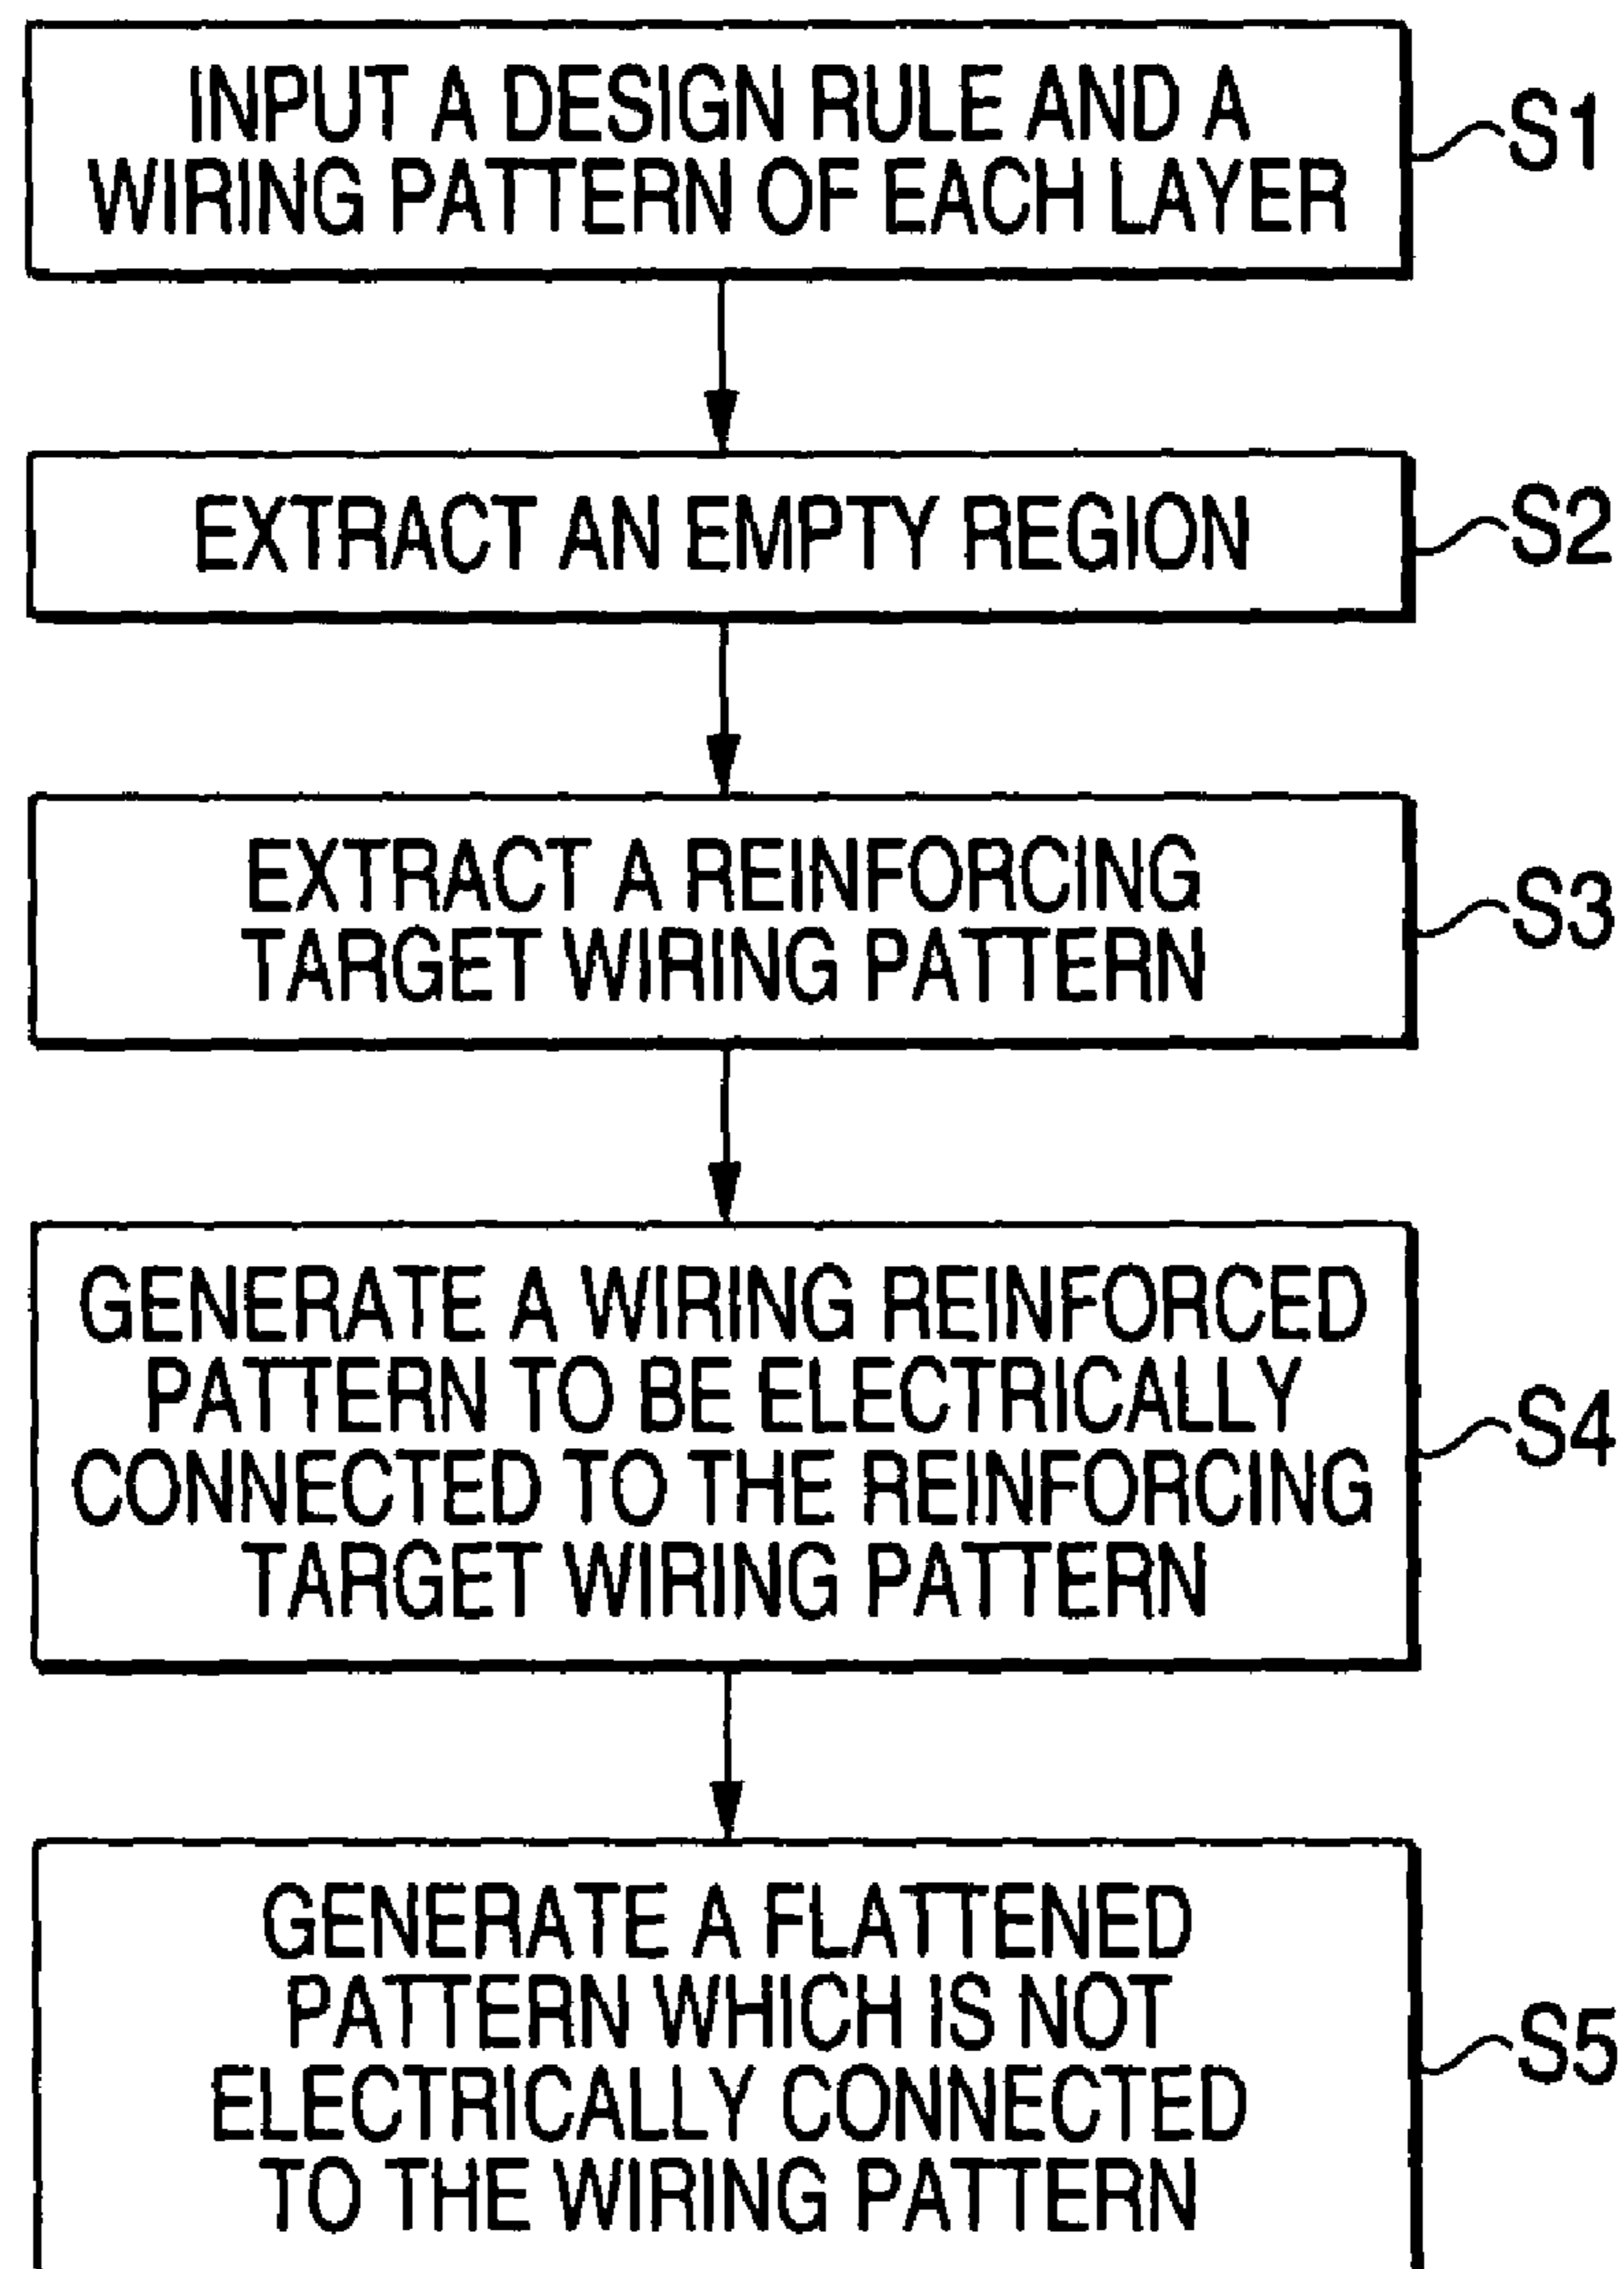 INPUT A DESIGN RULE AND A
WIRING PATTERN OF EACH LAYER
S1
EXTRACT AN EMPTY REGION
S2
EXTRACT A REINFORCING
TARGET WIRING PATTERN
S3
GENERATE A WIRING REINFORCED
PATTERN TO BE ELECTRICALLY
CONNECTED TO THE REINFORCING
TARGET WIRING PATTERN
S4
GENERATE A FLATTENED
PATTERN WHICH IS NOT
ELECTRICALLY CONNECTED
TO THE WIRING PATTERN
S5